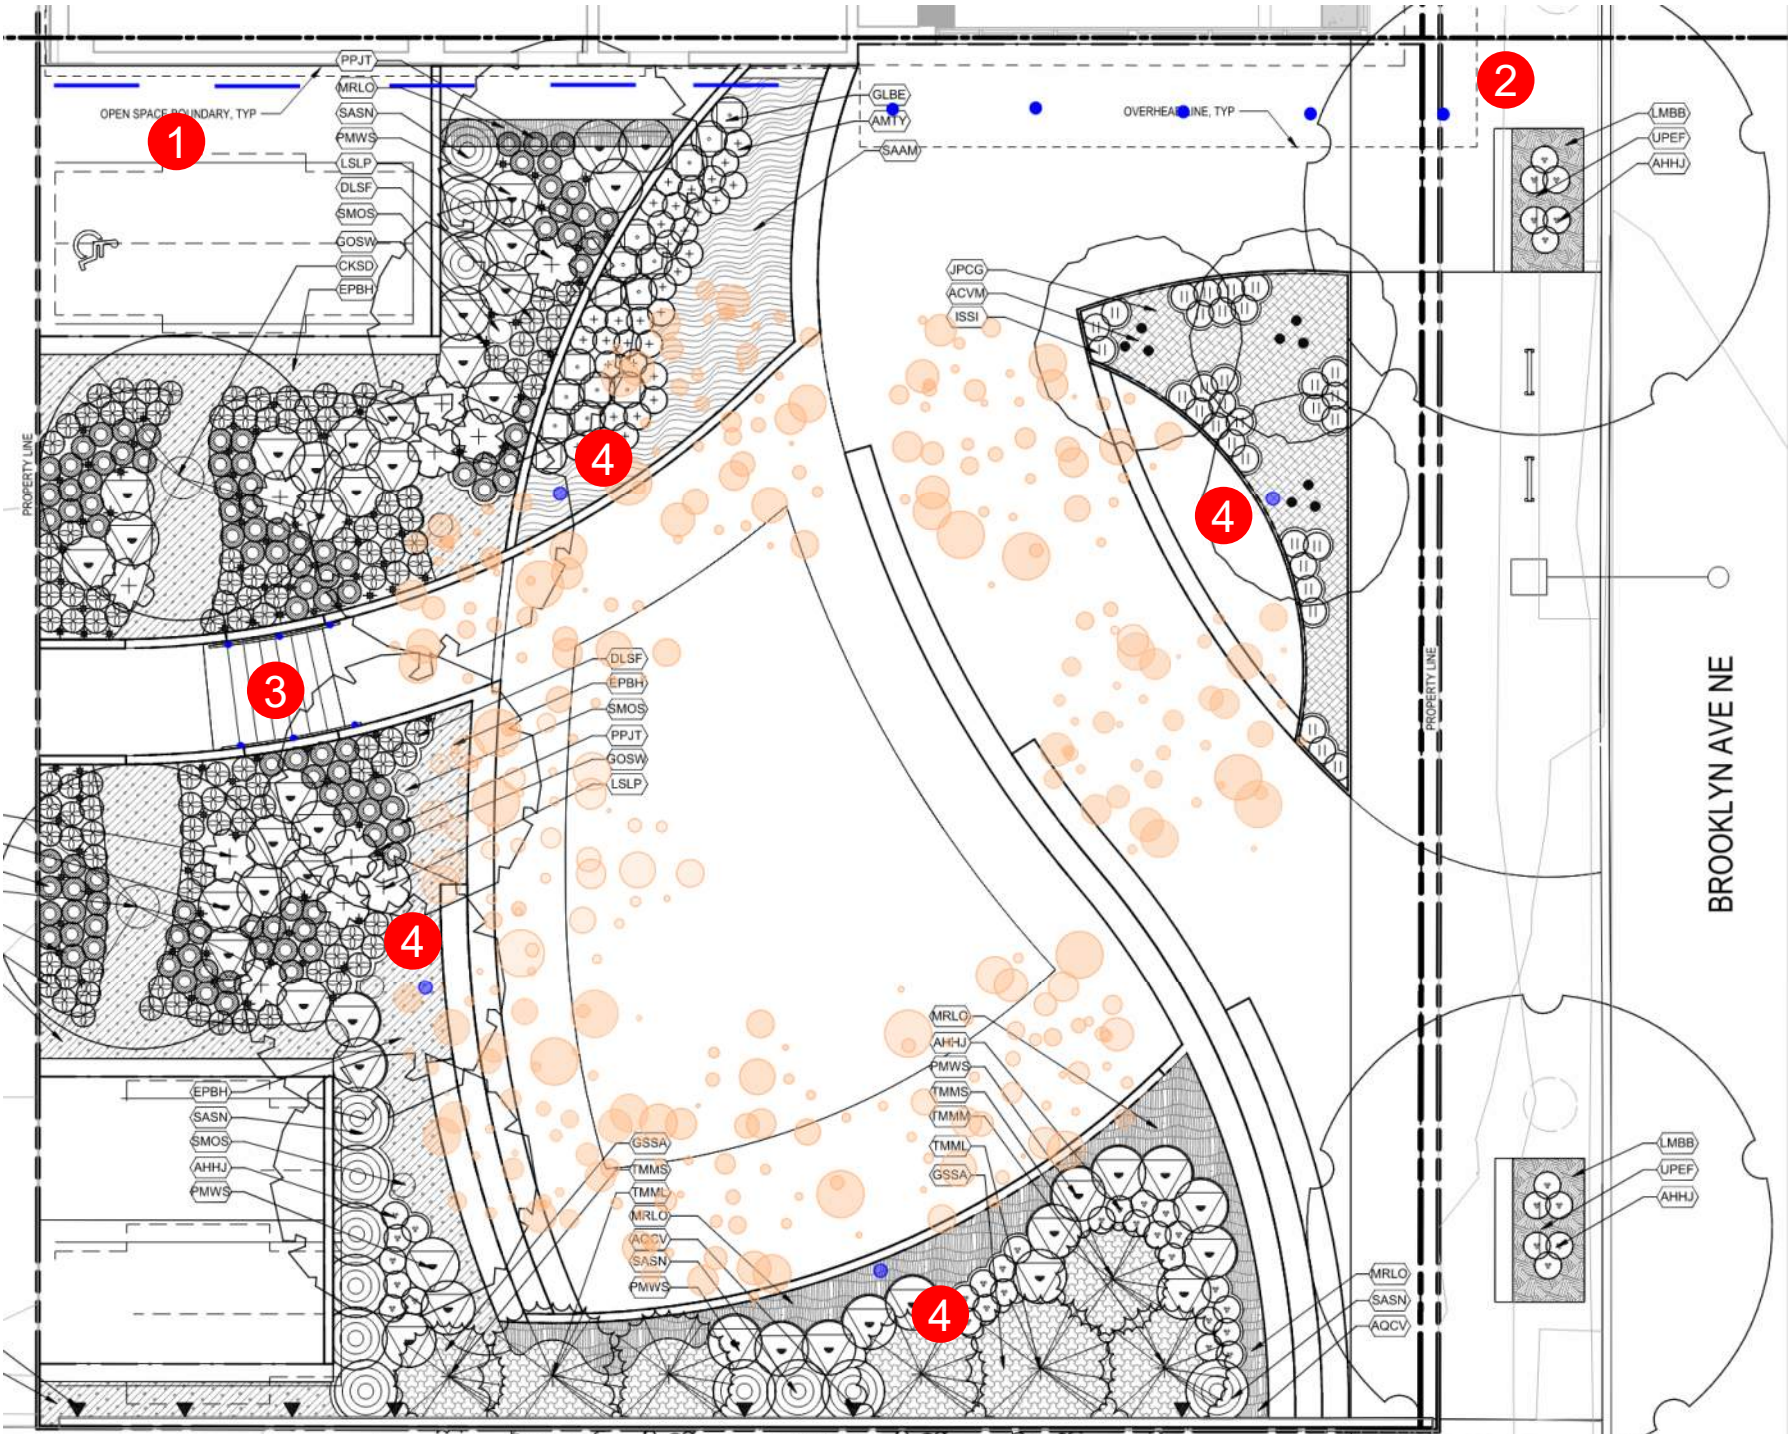 PPJT
MRLO
SASN
PMWS
LSLP
DLSF
SMOS
GOSW
CKSD
EPBH
OPEN SPACE BOUNDARY, TYP
1
GLBE
AMTY
SAAM
OVERHEAD LINE, TYP
2
LMBB
UPEF
AHHJ
JPCG
ACVM
ISSI
4
4
PROPERTY LINE
3
DLSF
EPBH
SMOS
PPJT
GOSW
LSLP
PROPERTY LINE
BROOKLYN AVE NE
4
MRLO
AHHJ
PMWS
TMMS
TMMM
TMML
GSSA
EPBH
SASN
SMOS
AHHJ
PMWS
GSSA
TMMS
TMML
MRLO
AQCV
SASN
PMWS
4
LMBB
UPEF
AHHJ
MRLO
SASN
AQCV